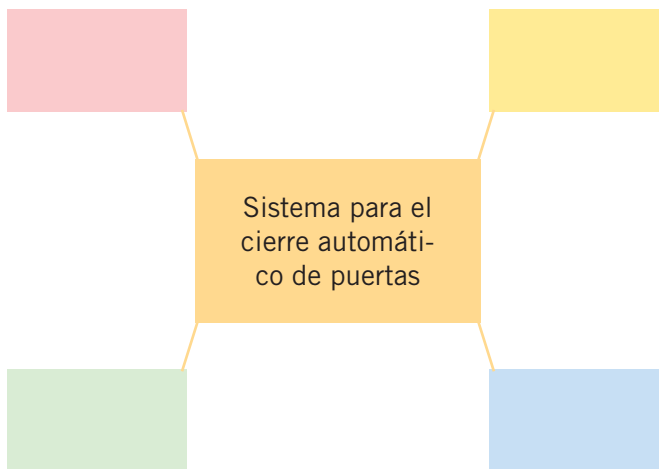 Sistema para el
cierre automáti-
co de puertas